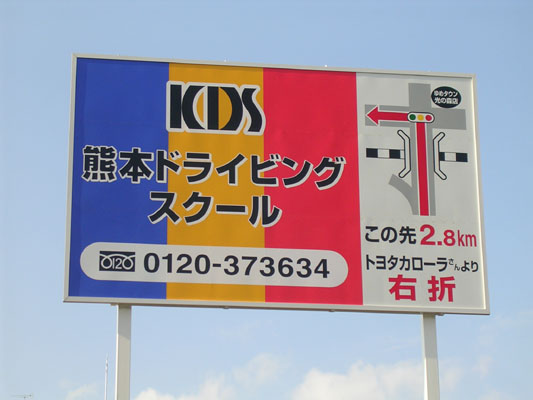 KDS
熊本ドライビング
スクール
0120
0120-373634
ゆめタウン
光の森店
この先2.8km
トヨタカローラさんより
右折